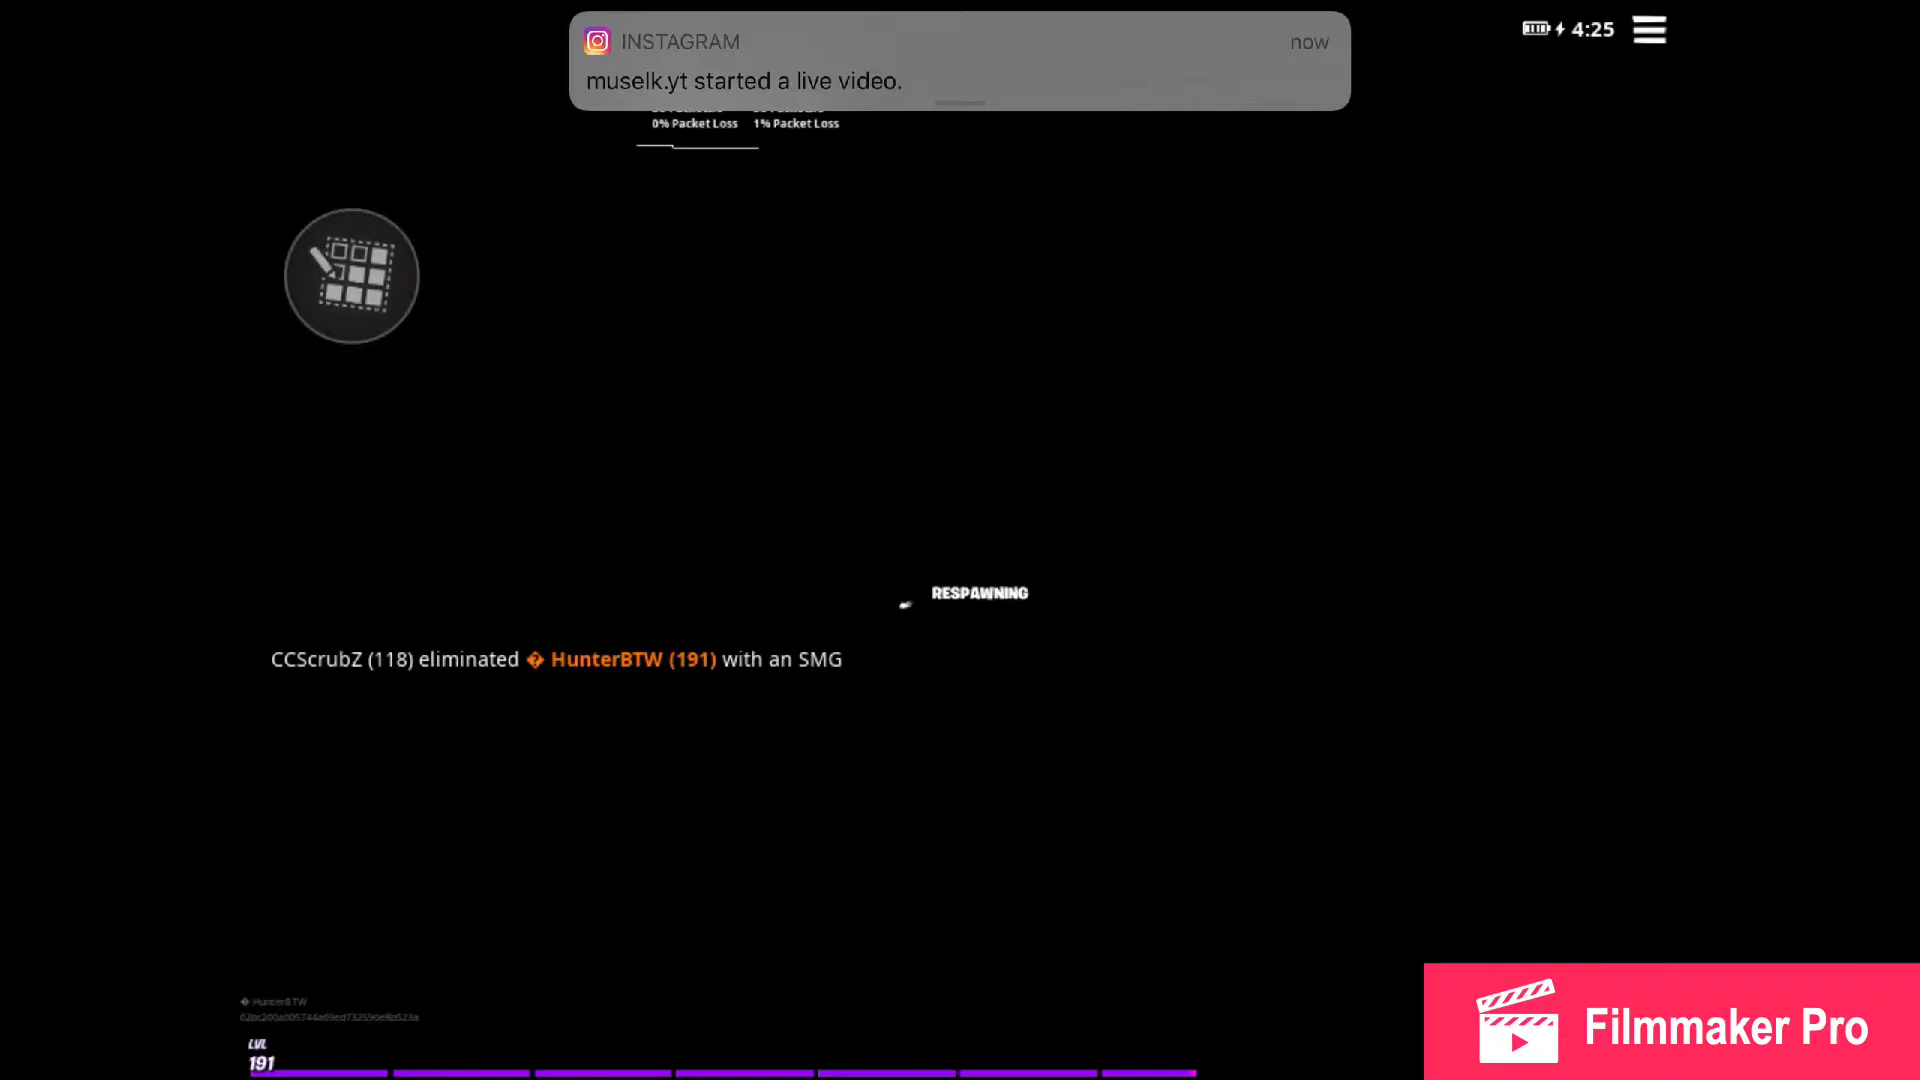 INSTAGRAM now
muselk.yt started a live video.
4:25
0% Packet Loss 1% Packet Loss
RESPAWNING
CCScrubZ (118) eliminated � HunterBTW (191) with an SMG
� HunterBTW
LVL
191
Filmmaker Pro